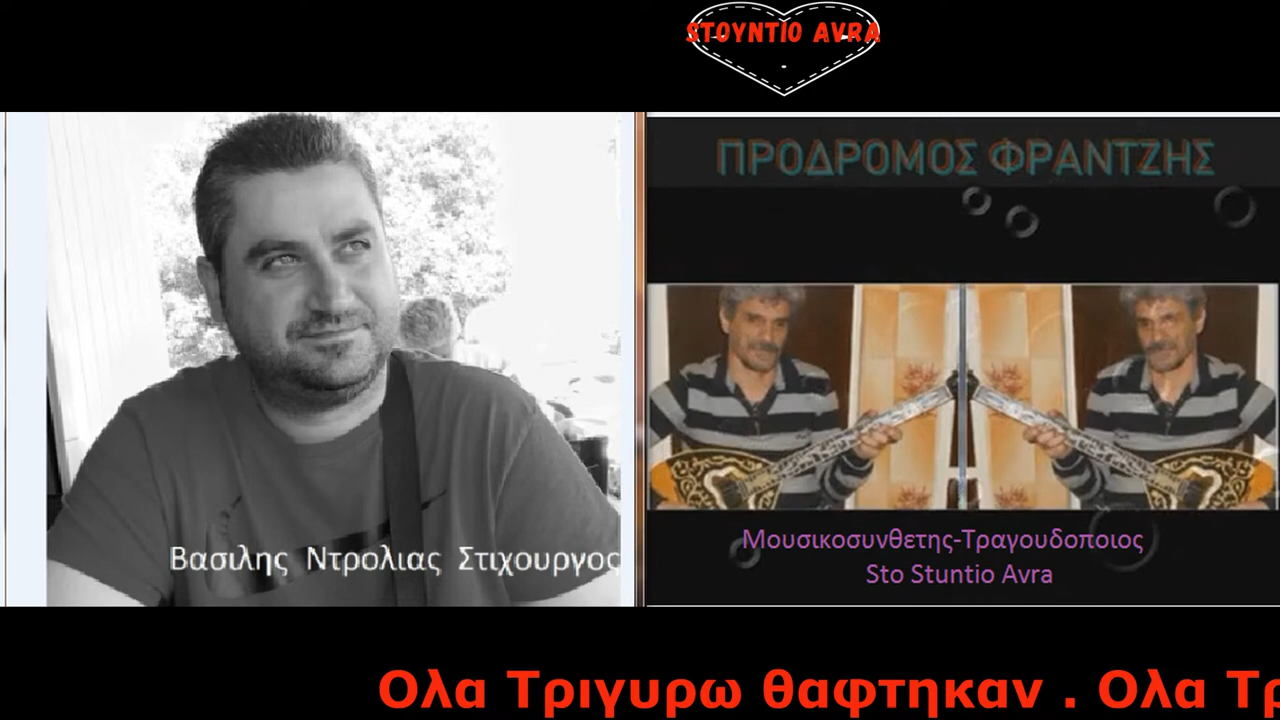 STOYNTIO AVRA
ΠΡΟΔΡΟΜΟΣ ΦΡΑΝΤΖΗΣ
Βασιλης Ντρολιας Στιχουργος
Μουσικοσυνθετης-Τραγουδοποιος
Sto Stuntio Avra
Ολα Τριγυρω θαφτηκαν . Ολα Τρ